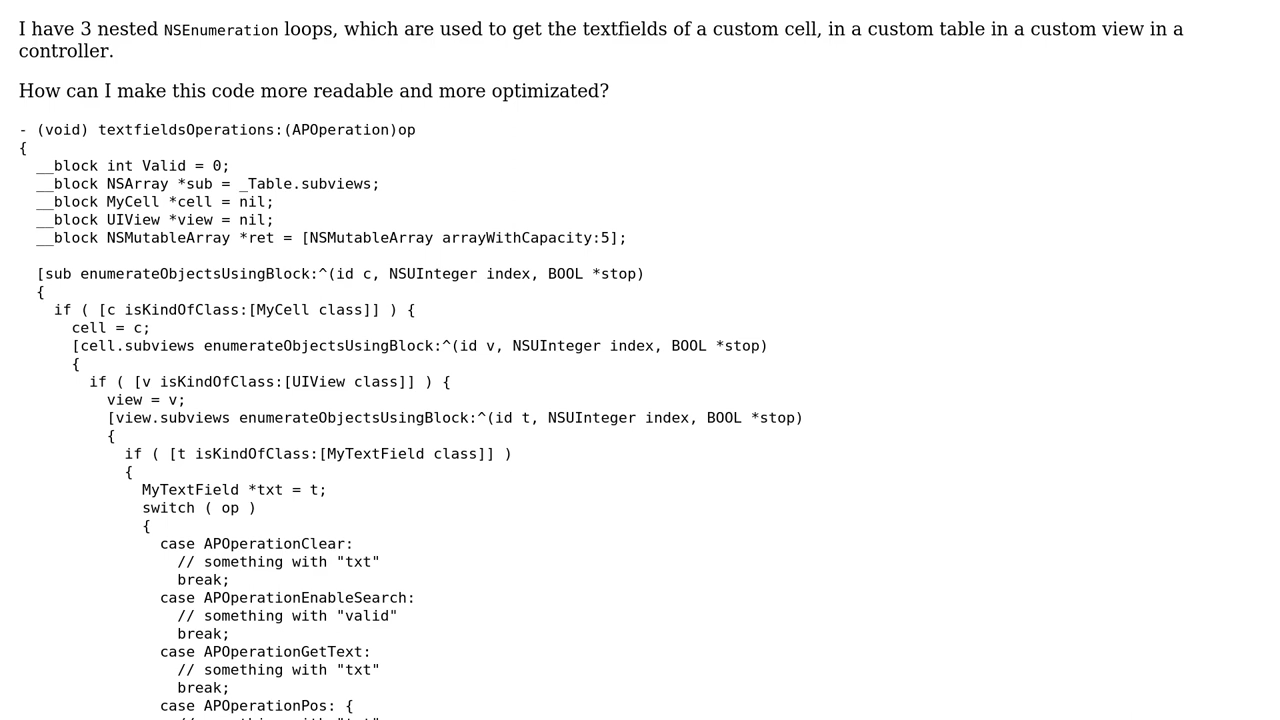 I have 3 nested NSEnumeration loops, which are used to get the textfields of a custom cell, in a custom table in a custom view in a
controller.
How can I make this code more readable and more optimizated?
- (void) textfieldsOperations:(APOperation)op
{
  __block int Valid = 0;
  __block NSArray *sub = _Table.subviews;
  __block MyCell *cell = nil;
  __block UIView *view = nil;
  __block NSMutableArray *ret = [NSMutableArray arrayWithCapacity:5];
  [sub enumerateObjectsUsingBlock:^(id c, NSUInteger index, BOOL *stop)
  {
    if ( [c isKindOfClass:[MyCell class]] ) {
      cell = c;
      [cell.subviews enumerateObjectsUsingBlock:^(id v, NSUInteger index, BOOL *stop)
      {
        if ( [v isKindOfClass:[UIView class]] ) {
          view = v;
          [view.subviews enumerateObjectsUsingBlock:^(id t, NSUInteger index, BOOL *stop)
          {
            if ( [t isKindOfClass:[MyTextField class]] )
            {
              MyTextField *txt = t;
              switch ( op )
              {
                case APOperationClear:
                  // something with "txt"
                  break;
                case APOperationEnableSearch:
                  // something with "valid"
                  break;
                case APOperationGetText:
                  // something with "txt"
                  break;
                case APOperationPos: {